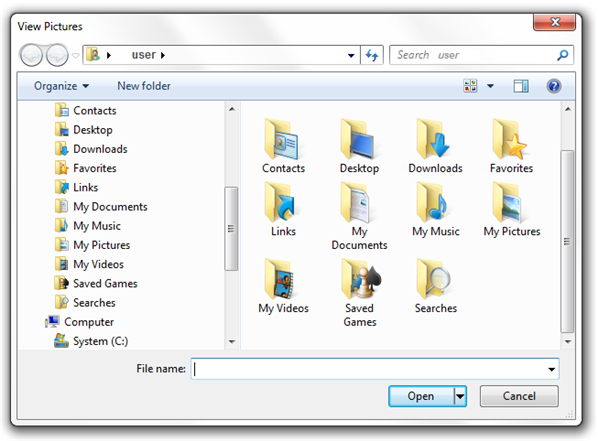 View Pictures
user
Search user
Organize
New folder
Contacts
Desktop
Downloads
Favorites
Links
My Documents
My Music
My Pictures
My Videos
Saved Games
Searches
Computer
System (C:)
Contacts
Desktop
Downloads
Favorites
Links
My
Documents
My Music
My Pictures
My Videos
Saved
Games
Searches
File name:
Open
Cancel